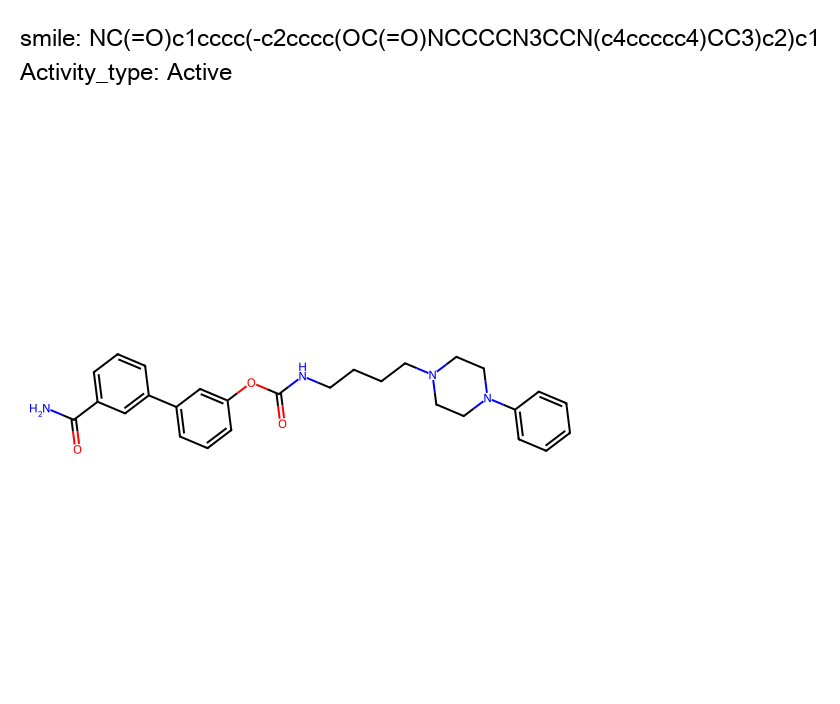 smile: NC(=O)c1cccc(-c2cccc(OC(=O)NCCCCN3CCN(c4ccccc4)CC3)c2)c1
Activity_type: Active
H
O
N
N
H2N
N
O
O